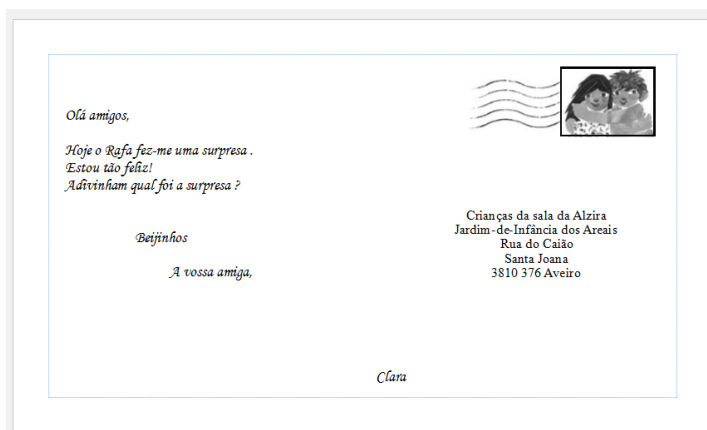 Olá amigos,
Hoje o Rafa fez-me uma surpresa .
Estou tão feliz!
Adivinham qual foi a surpresa ?
Beijinhos
A vossa amiga,
Clara
Crianças da sala da Alzira
Jardim-de-Infância dos Areais
Rua do Caião
Santa Joana
3810 376 Aveiro